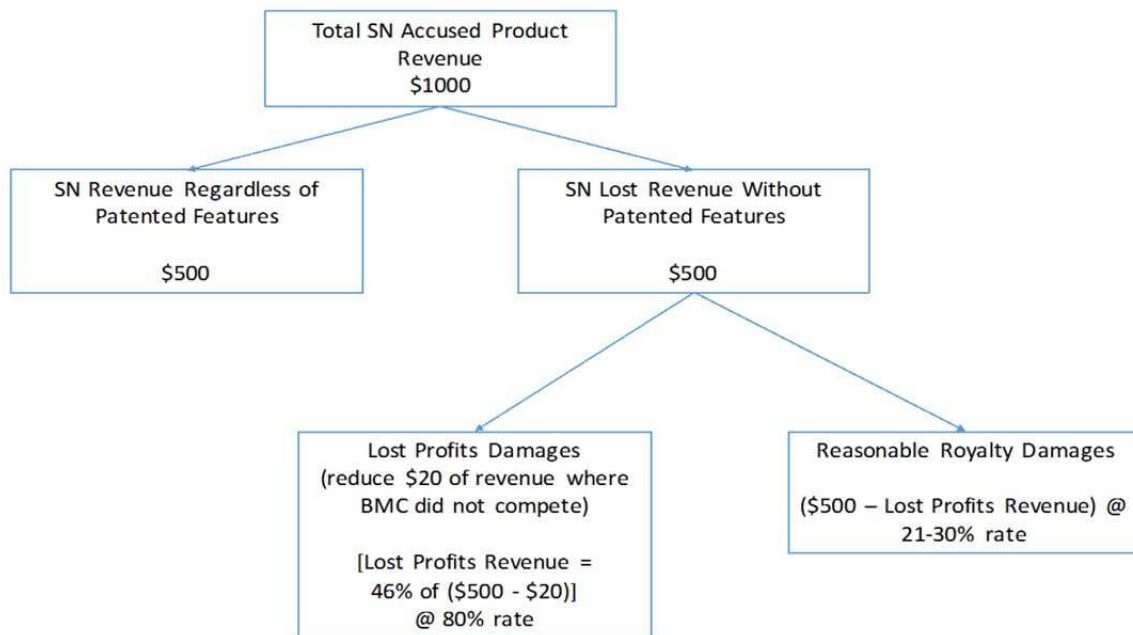 Total SN Accused Product
Revenue
$1000
SN Revenue Regardless of
Patented Features
$500
SN Lost Revenue Without
Patented Features
$500
Lost Profits Damages
(reduce $20 of revenue where
BMC did not compete)
[Lost Profits Revenue =
46% of ($500 - $20)]
@ 80% rate
Reasonable Royalty Damages
($500 – Lost Profits Revenue) @
21-30% rate